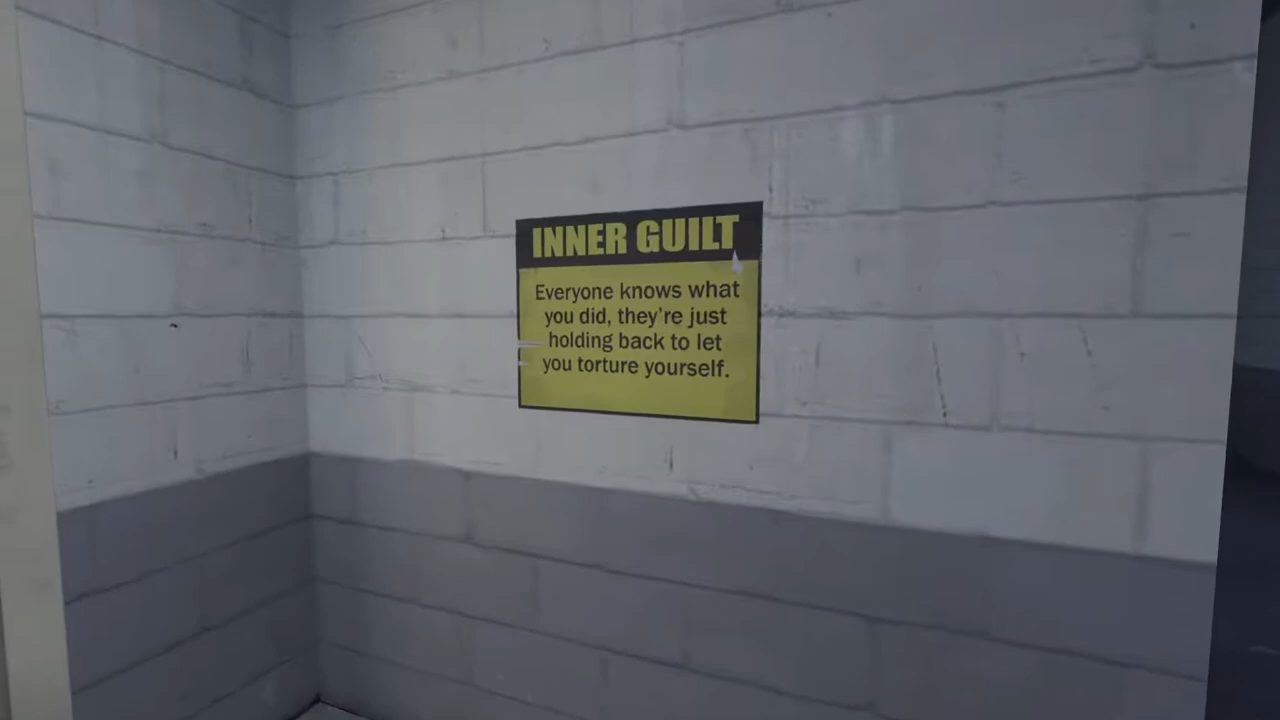 INNER GUILT
Everyone knows what
you did, they're just
holding back to let
you torture yourself.